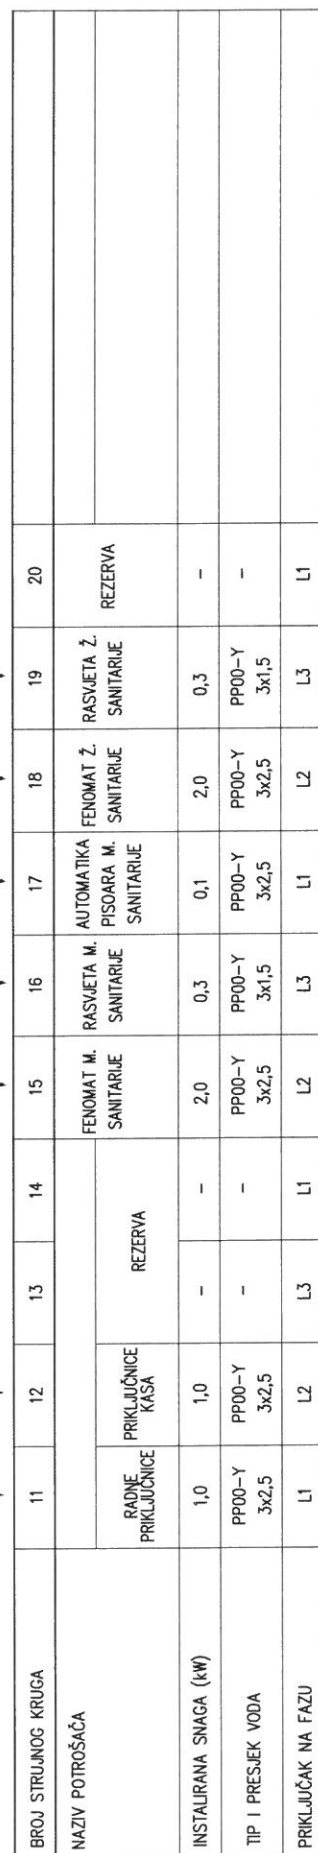 BROJ STRUJNOG KRUGA 11 12 13 14 15 16 17 18 19 20
NAZIV POTROŠAČA
RADNE PRIKLJUČNICE
PRIKLJUČNICE KASA
REZERVA
FENOMAT M. SANITARIJE
RASVJETA M. SANITARIJE
AUTOMATIKA PISOARA M. SANITARIJE
FENOMAT Ž. SANITARIJE
RASVJETA Ž. SANITARIJE
REZERVA
INSTALIRANA SNAGA (kW) 1,0 1,0 – – 2,0 0,3 0,1 2,0 0,3 –
TIP I PRESJEK VODA PP00–Y 3x2,5 PP00–Y 3x2,5 – – PP00–Y 3x2,5 PP00–Y 3x1,5 PP00–Y 3x2,5 PP00–Y 3x2,5 PP00–Y 3x1,5 –
PRIKLJUČAK NA FAZU L1 L2 L3 L1 L2 L3 L1 L2 L3 L1